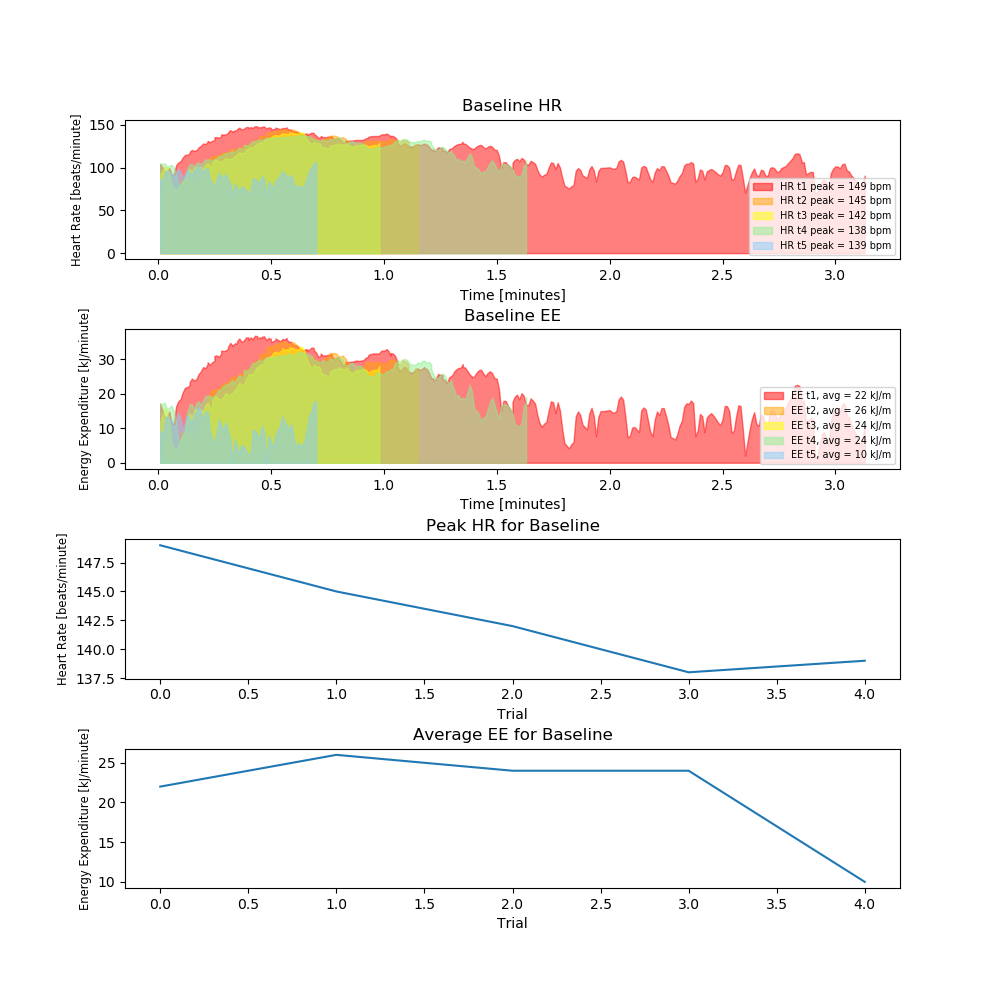 Baseline HR
Heart Rate [beats/minute]
150
100
50
0
HR t1 peak = 149 bpm
HR t2 peak = 145 bpm
HR t3 peak = 142 bpm
HR t4 peak = 138 bpm
HR t5 peak = 139 bpm
0.0 0.5 1.0 1.5 2.0 2.5 3.0
Time [minutes]
Baseline EE
Energy Expenditure [kJ/minute]
30
20
10
0
EE t1, avg = 22 kJ/m
EE t2, avg = 26 kJ/m
EE t3, avg = 24 kJ/m
EE t4, avg = 24 kJ/m
EE t5, avg = 10 kJ/m
0.0 0.5 1.0 1.5 2.0 2.5 3.0
Time [minutes]
Peak HR for Baseline
Heart Rate [beats/minute]
147.5
145.0
142.5
140.0
137.5
0.0 0.5 1.0 1.5 2.0 2.5 3.0 3.5 4.0
Trial
Average EE for Baseline
Energy Expenditure [kJ/minute]
25
20
15
10
0.0 0.5 1.0 1.5 2.0 2.5 3.0 3.5 4.0
Trial